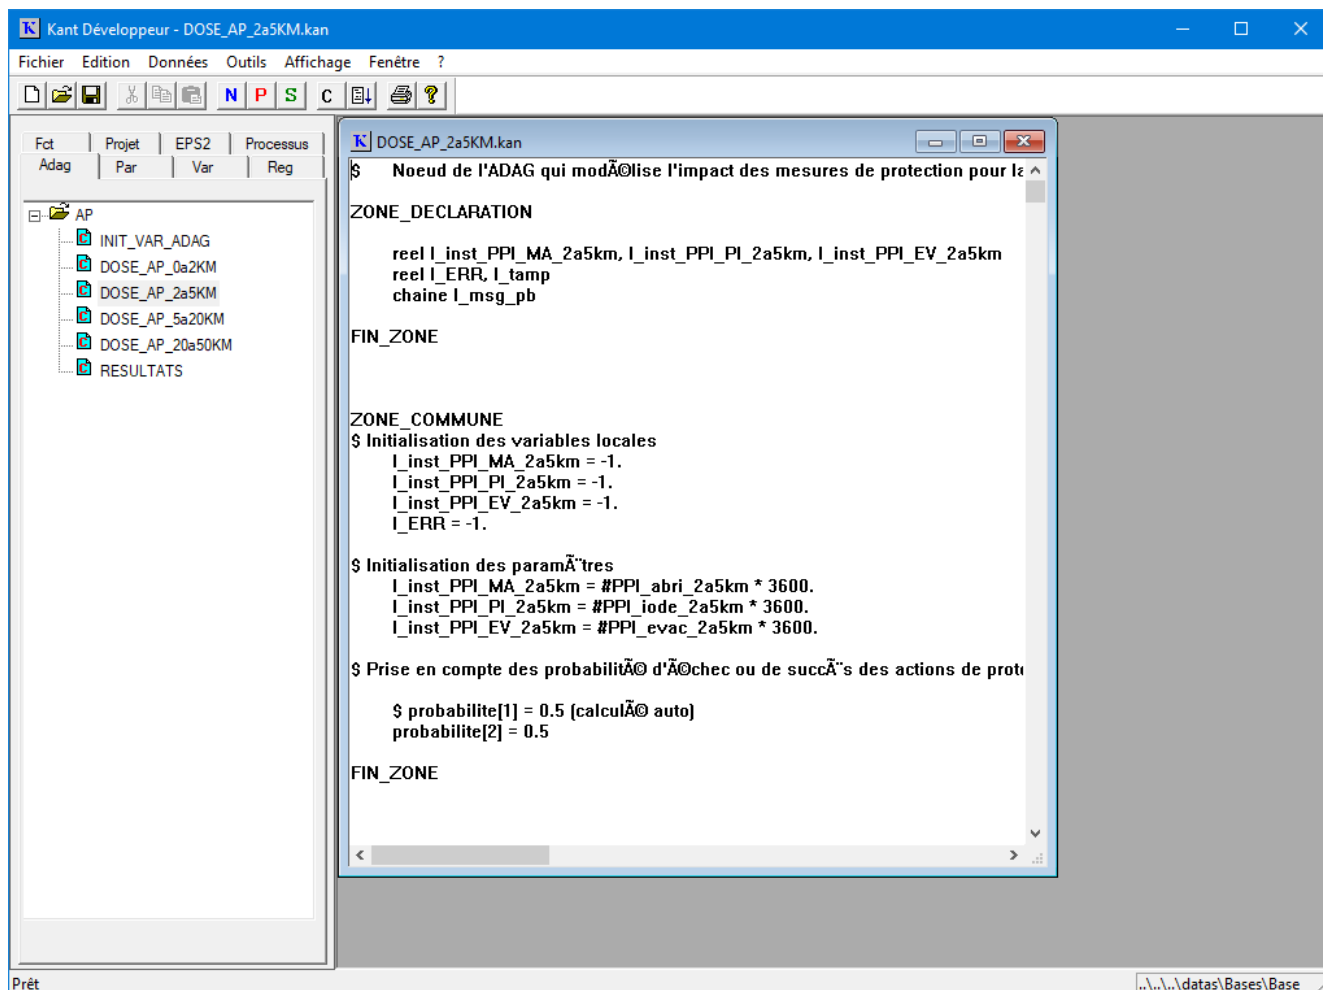 Kant Développeur - DOSE_AP_2a5KM.kan
Fichier Edition Données Outils Affichage Fenêtre ?
N P S C
Fct Projet EPS2 Processus
Adag Par Var Reg
AP
INIT_VAR_ADAG
DOSE_AP_0a2KM
DOSE_AP_2a5KM
DOSE_AP_5a20KM
DOSE_AP_20a50KM
RESULTATS
DOSE_AP_2a5KM.kan
$ Noeud de l'ADAG qui modÃ©lise l'impact des mesures de protection pour la
ZONE_DECLARATION
reel l_inst_PPI_MA_2a5km, l_inst_PPI_PI_2a5km, l_inst_PPI_EV_2a5km
reel l_ERR, l_tamp
chaine l_msg_pb
FIN_ZONE
ZONE_COMMUNE
$ Initialisation des variables locales
l_inst_PPI_MA_2a5km = -1.
l_inst_PPI_PI_2a5km = -1.
l_inst_PPI_EV_2a5km = -1.
l_ERR = -1.
$ Initialisation des paramÃ¨tres
l_inst_PPI_MA_2a5km = #PPI_abri_2a5km * 3600.
l_inst_PPI_PI_2a5km = #PPI_iode_2a5km * 3600.
l_inst_PPI_EV_2a5km = #PPI_evac_2a5km * 3600.
$ Prise en compte des probabilitÃ© d'Ã©chec ou de succÃ¨s des actions de prot
$ probabilite[1] = 0.5 (calculÃ© auto)
probabilite[2] = 0.5
FIN_ZONE
Prêt
..\..\..\datas\Bases\Base